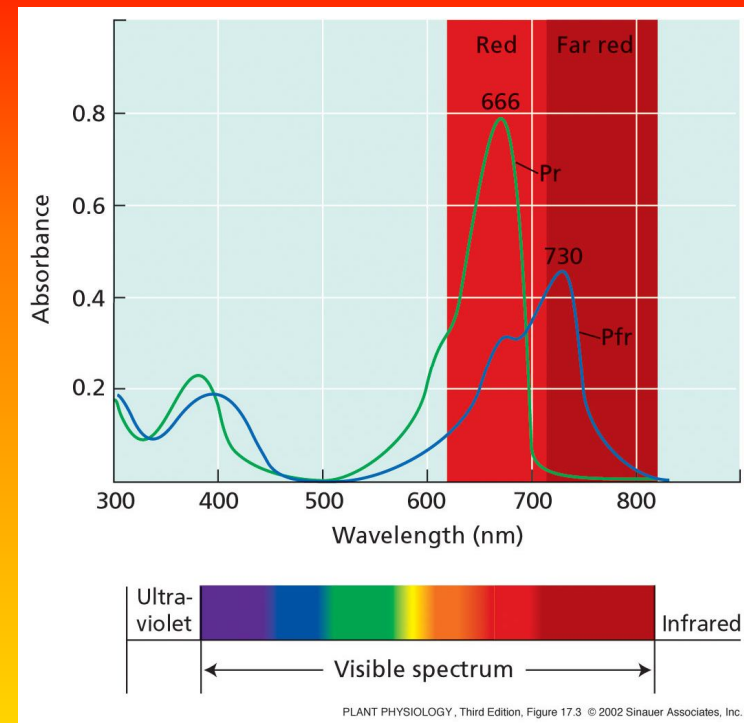 Red Far red
666
0.8
Pr
0.6
730
0.4
Pfr
0.2
Absorbance
300 400 500 600 700 800
Wavelength (nm)
Ultra-
violet
Infrared
Visible spectrum
PLANT PHYSIOLOGY, Third Edition, Figure 17.3 © 2002 Sinauer Associates, Inc.